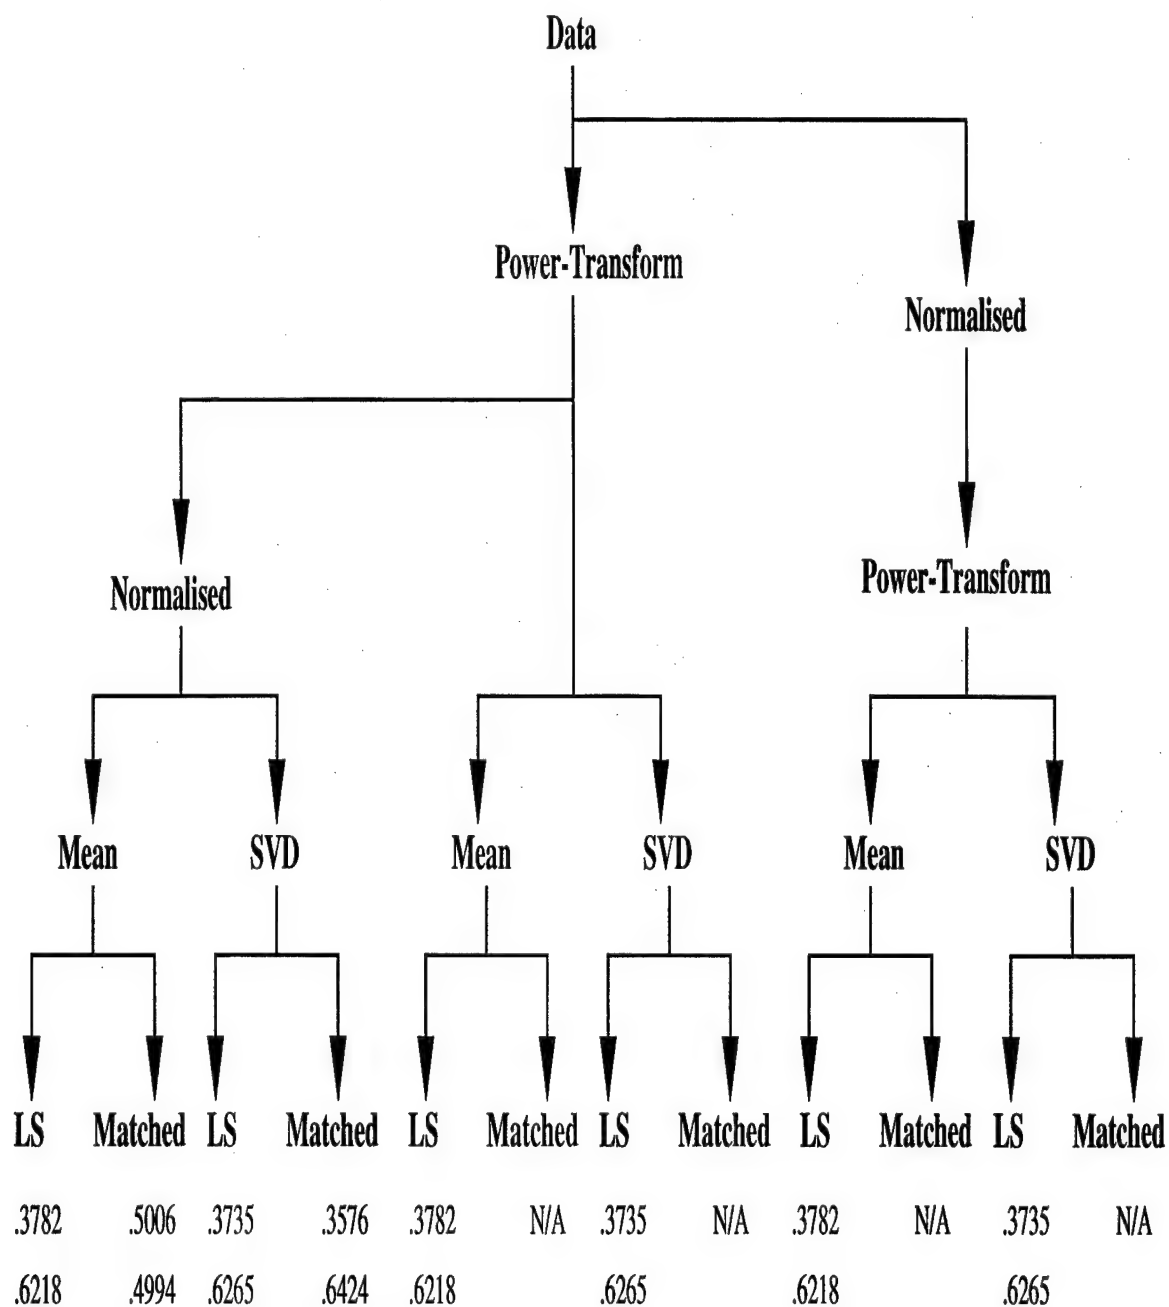 Data
Power-Transform
Normalised
Normalised
Power-Transform
Mean SVD Mean SVD Mean SVD
LS Matched LS Matched LS Matched LS Matched LS Matched LS Matched
.3782 .5006 .3735 .3576 .3782 N/A .3735 N/A .3782 N/A .3735 N/A
.6218 .4994 .6265 .6424 .6218 .6265 .6218 .6265